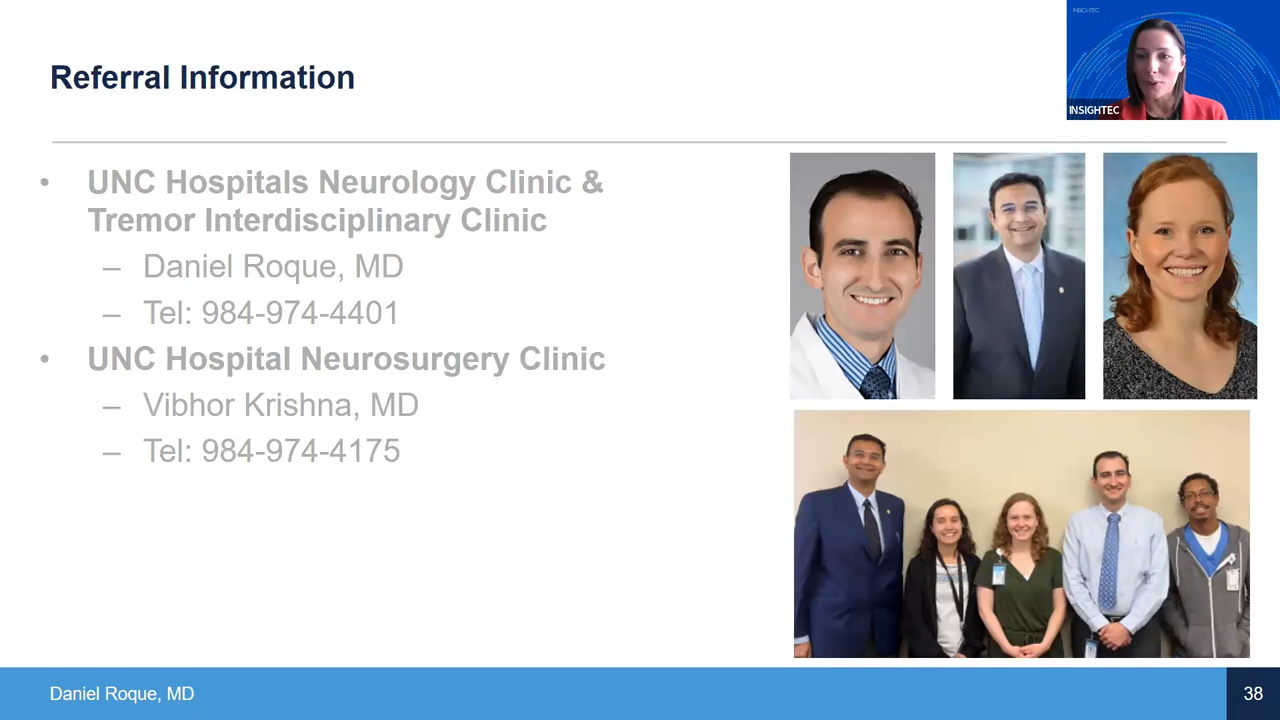 INSIGHTEC
Referral Information
INSIGHTEC
• UNC Hospitals Neurology Clinic &
Tremor Interdisciplinary Clinic
– Daniel Roque, MD
– Tel: 984-974-4401
• UNC Hospital Neurosurgery Clinic
– Vibhor Krishna, MD
– Tel: 984-974-4175
Daniel Roque, MD
38